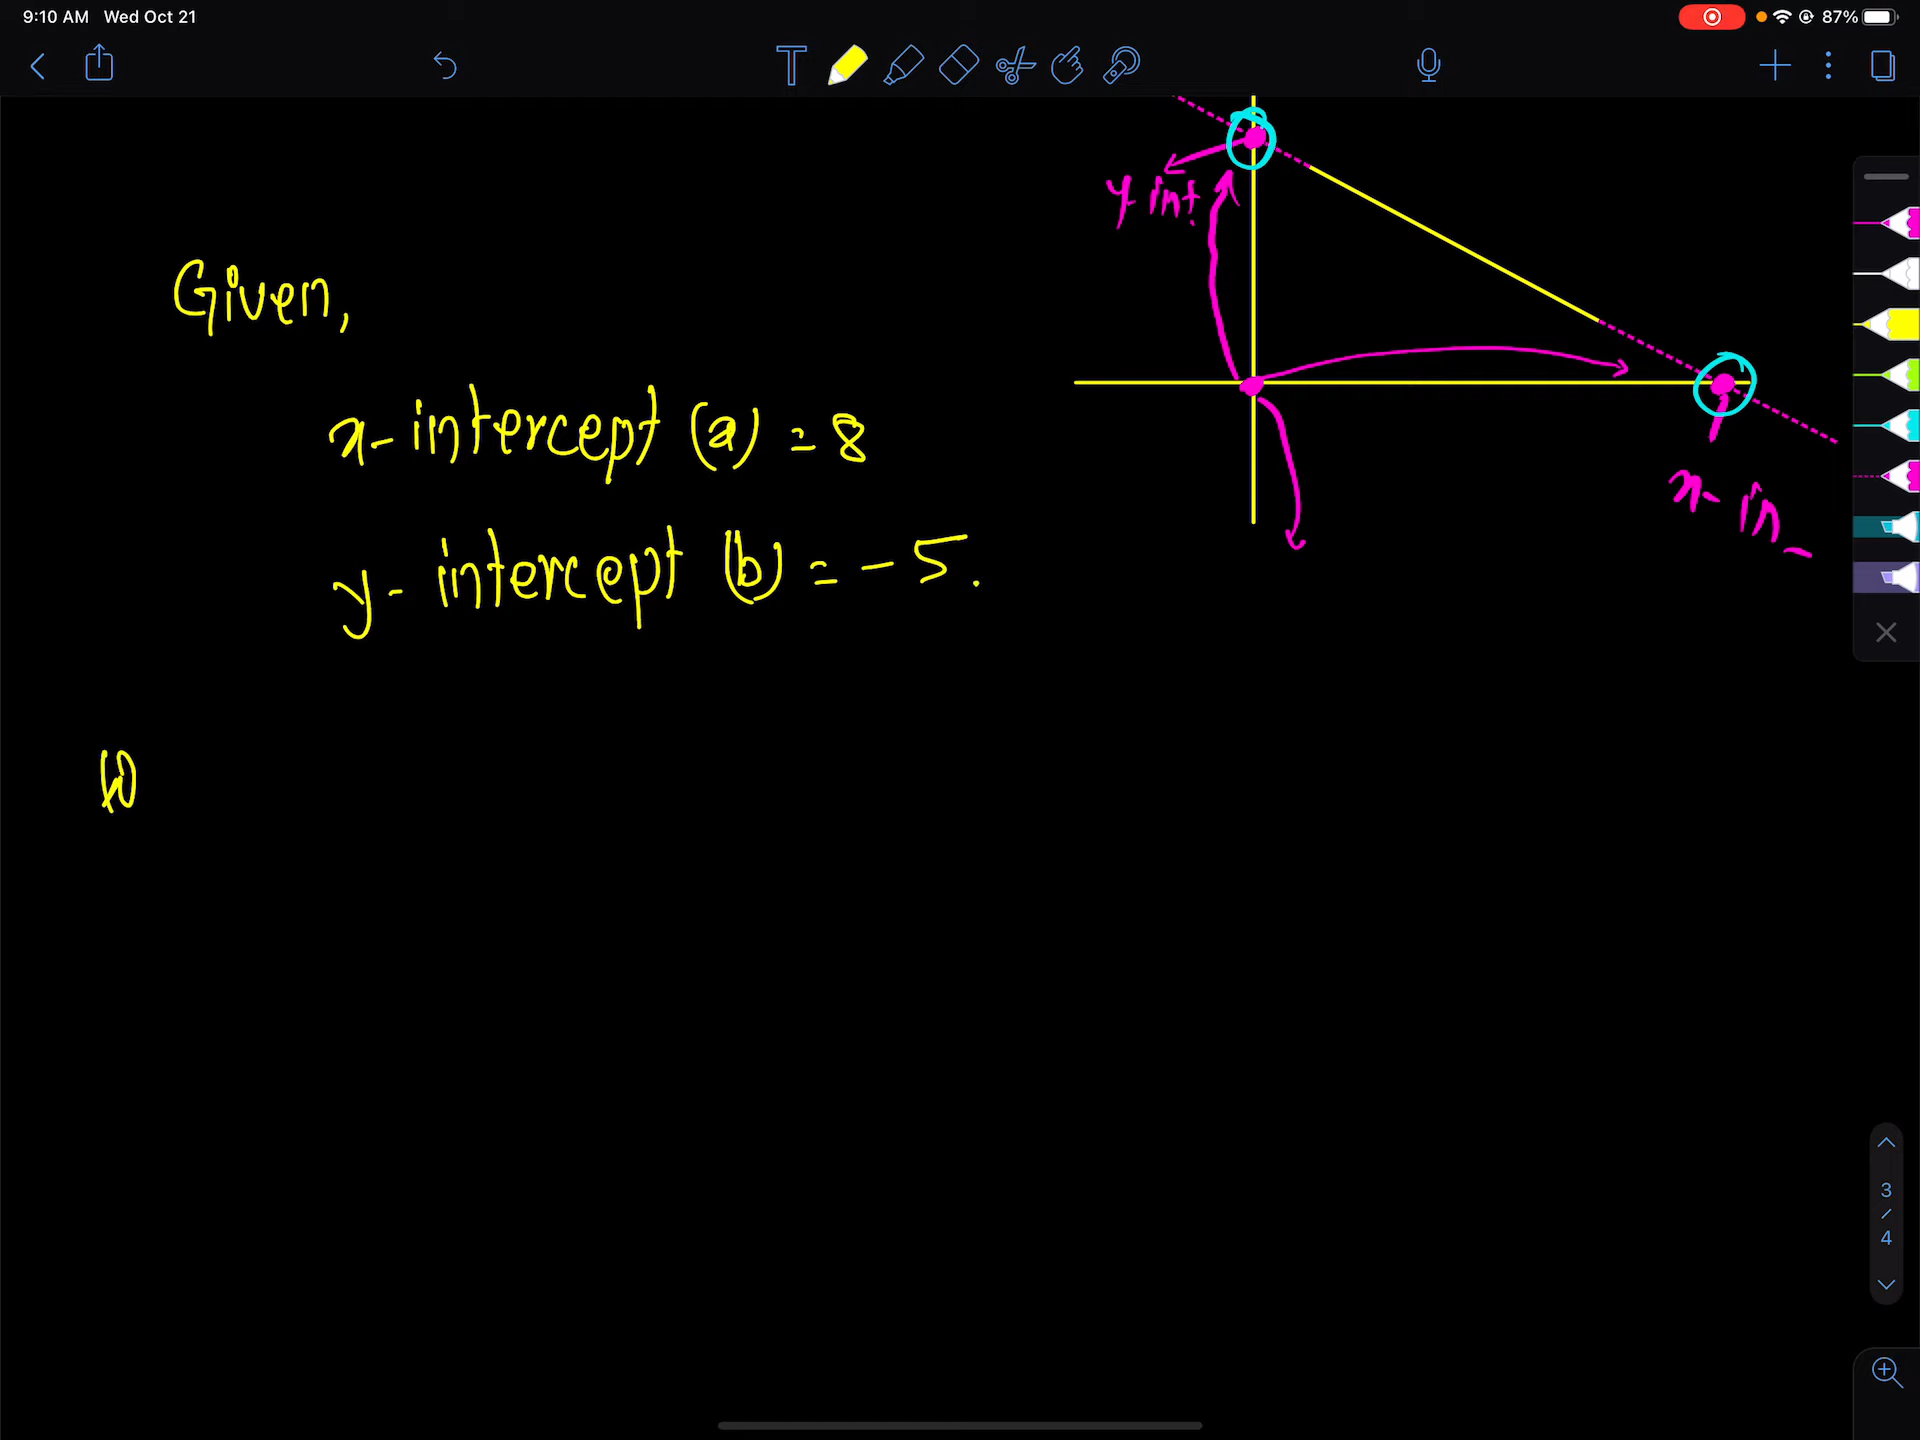 9:10 AM Wed Oct 21
87%
T
y int
Given,
x- intercept (a) = 8
x- in
y- intercept (b) = - 5.
3
/
4